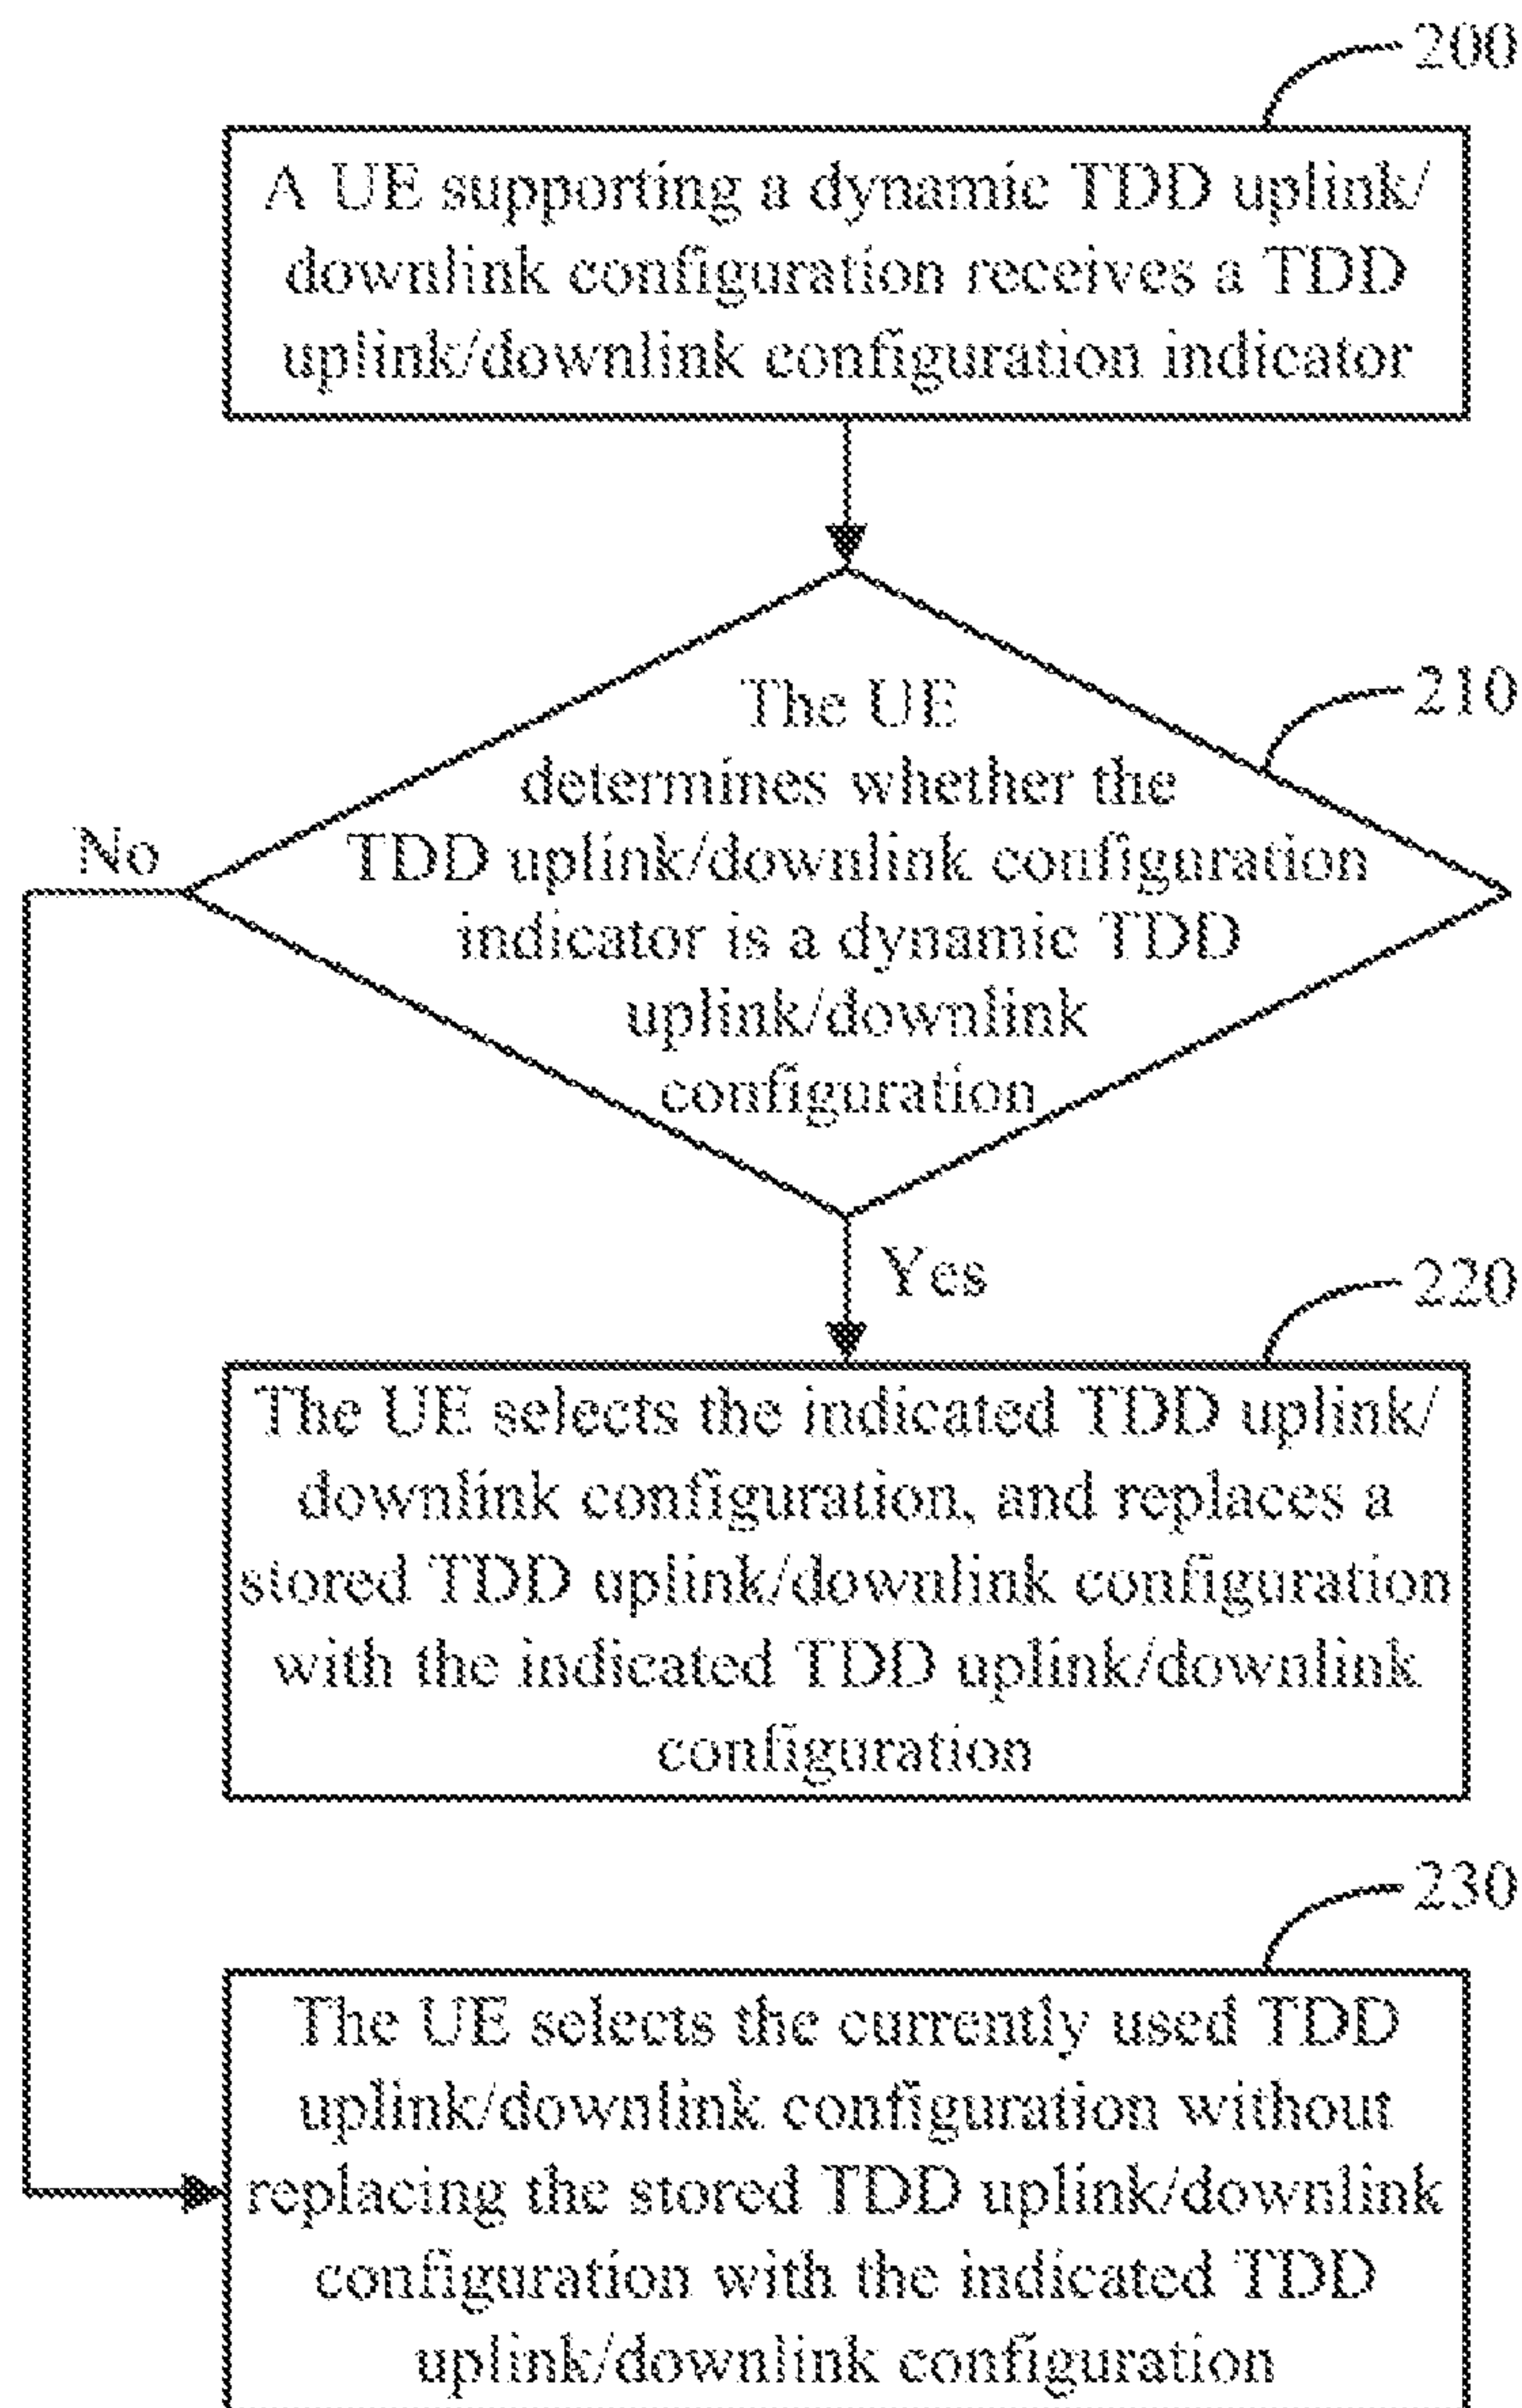 200
A UE supporting a dynamic TDD uplink/
downlink configuration receives a TDD
uplink/downlink configuration indicator
210
The UE
determines whether the
TDD uplink/downlink configuration
indicator is a dynamic TDD
uplink/downlink
configuration
No
Yes
220
The UE selects the indicated TDD uplink/
downlink configuration, and replaces a
stored TDD uplink/downlink configuration
with the indicated TDD uplink/downlink
configuration
230
The UE selects the currently used TDD
uplink/downlink configuration without
replacing the stored TDD uplink/downlink
configuration with the indicated TDD
uplink/downlink configuration